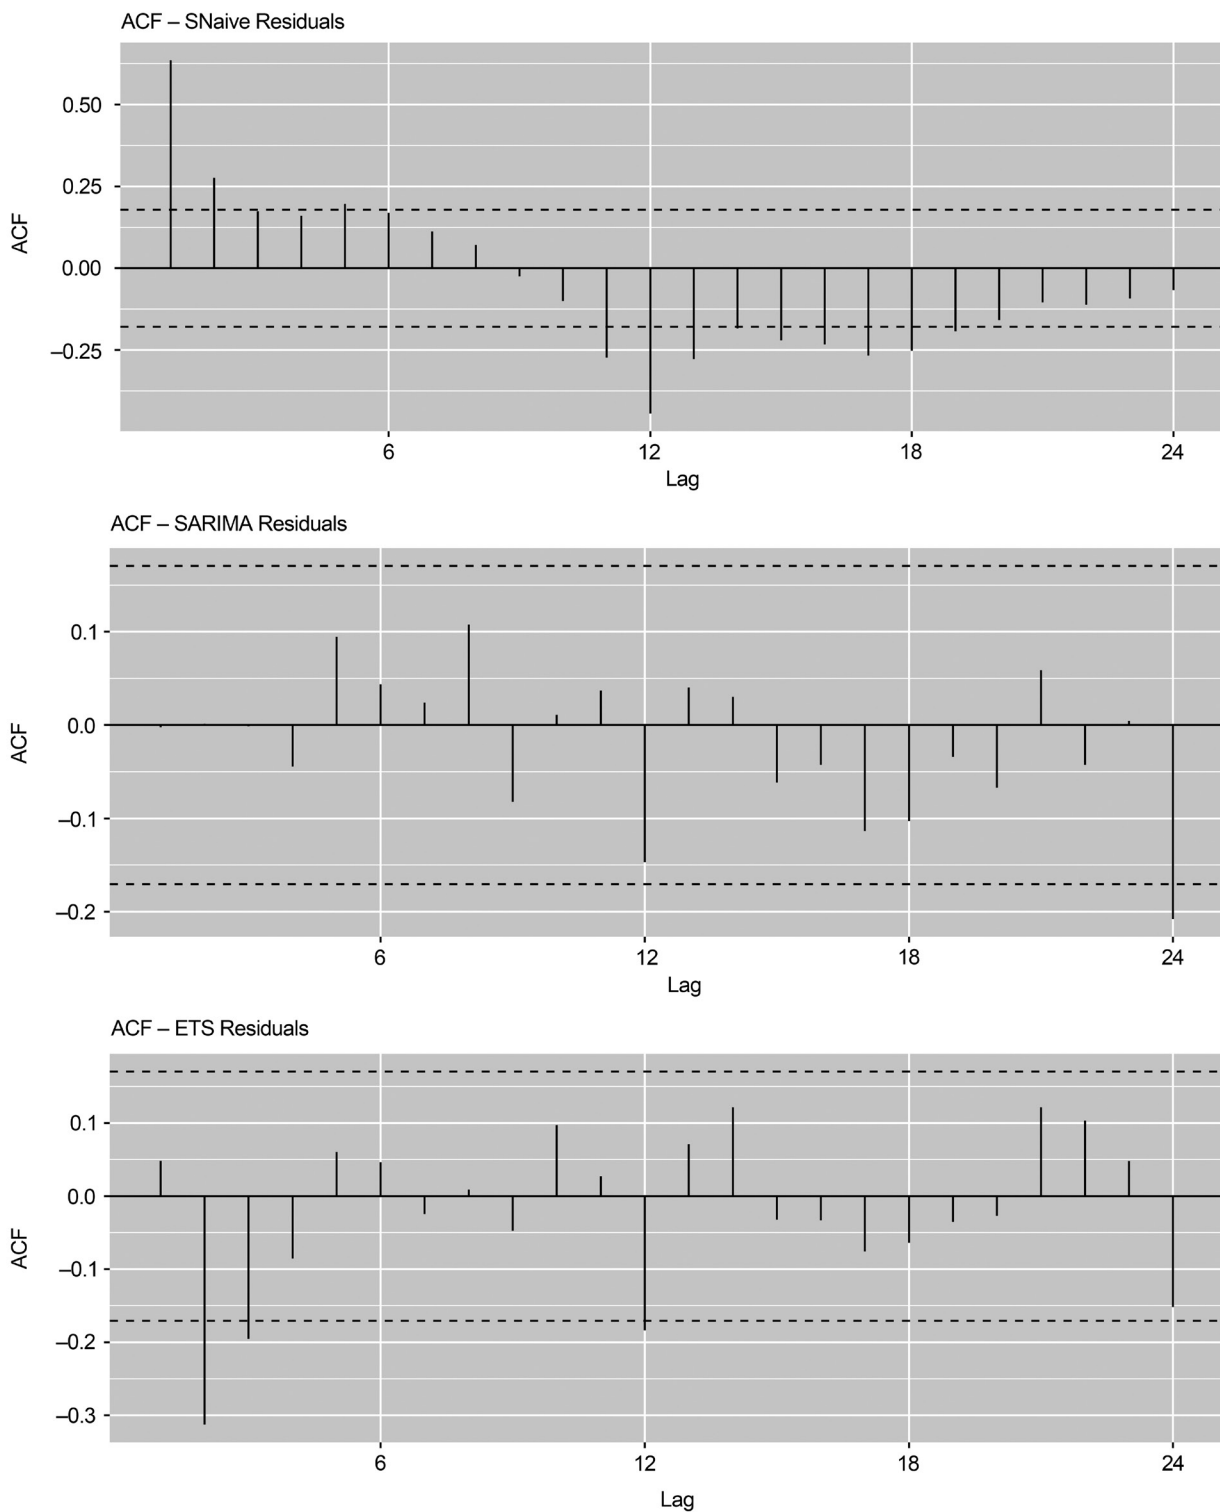 ACF – SNaive Residuals
0.50
0.25
0.00
–0.25
ACF
6 12 18 24
Lag
ACF – SARIMA Residuals
0.1
0.0
–0.1
–0.2
ACF
6 12 18 24
Lag
ACF – ETS Residuals
0.1
0.0
–0.1
–0.2
–0.3
ACF
6 12 18 24
Lag